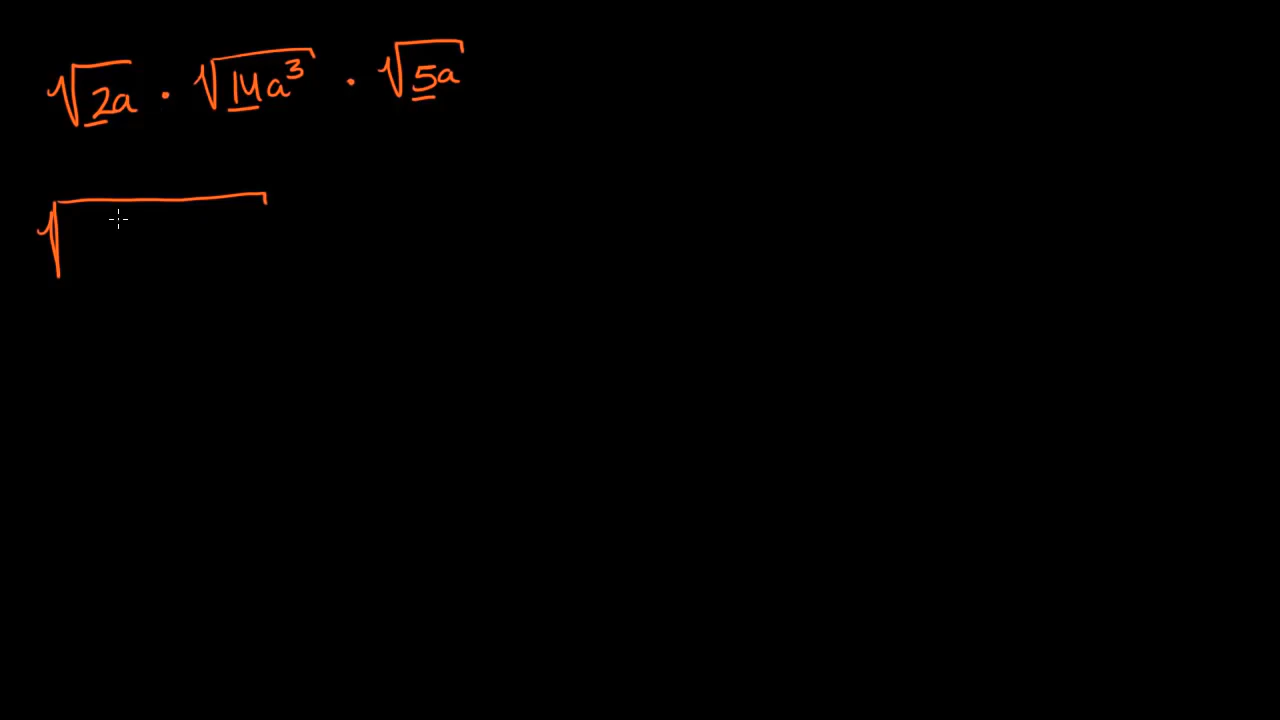 √2a · √14a³ · √5a
√